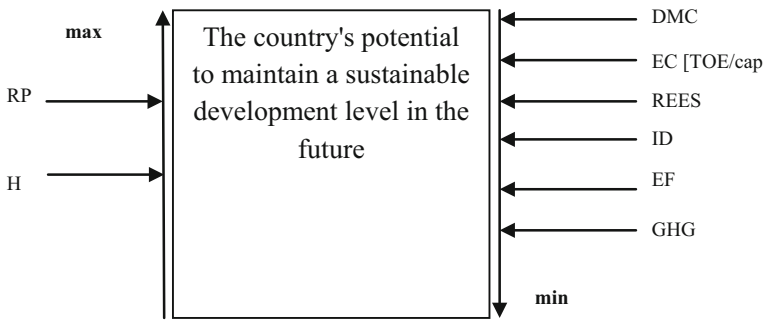 max
The country's potential
to maintain a sustainable
development level in the
future
RP
H
DMC
EC [TOE/cap
REES
ID
EF
GHG
min